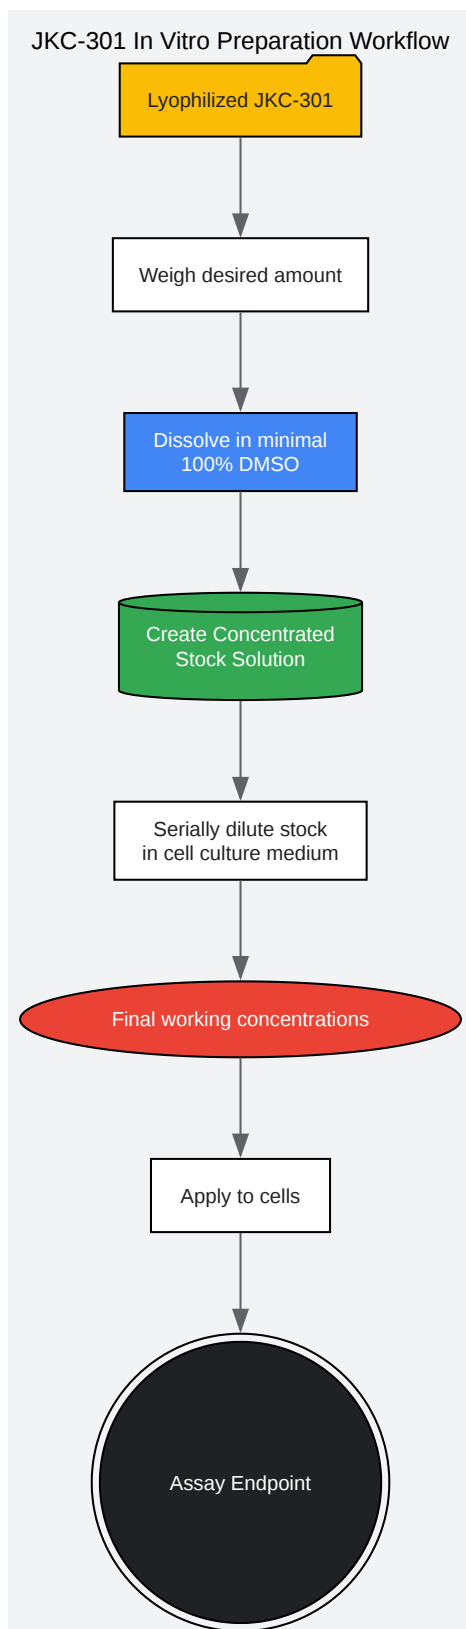 JKC-301 In Vitro Preparation Workflow
Lyophilized JKC-301
Weigh desired amount
Dissolve in minimal
100% DMSO
Create Concentrated
Stock Solution
Serially dilute stock
in cell culture medium
Final working concentrations
Apply to cells
Assay Endpoint